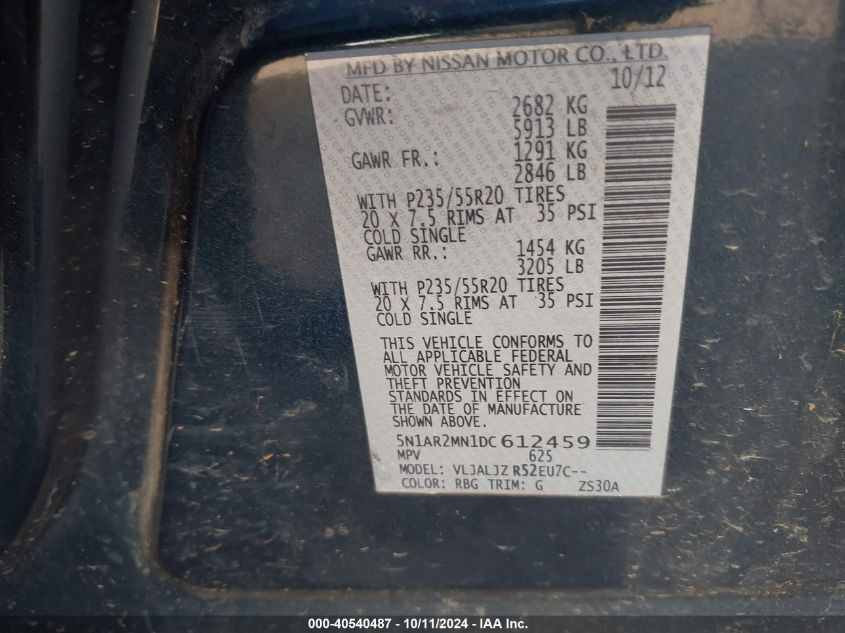 MFD BY NISSAN MOTOR CO., LTD.
DATE: 10/12
GVWR: 2682 KG
5913 LB
GAWR FR.: 1291 KG
2846 LB
WITH P235/55R20 TIRES
20 X 7.5 RIMS AT 35 PSI
COLD SINGLE
GAWR RR.: 1454 KG
3205 LB
WITH P235/55R20 TIRES
20 X 7.5 RIMS AT 35 PSI
COLD SINGLE
THIS VEHICLE CONFORMS TO
ALL APPLICABLE FEDERAL
MOTOR VEHICLE SAFETY AND
THEFT PREVENTION
STANDARDS IN EFFECT ON
THE DATE OF MANUFACTURE
SHOWN ABOVE.
5N1AR2MN1DC612459
MPV 625
MODEL: VLJALJZ R52EU7C--
COLOR: RBG TRIM: G ZS30A
000-40540487 - 10/11/2024 - IAA Inc.